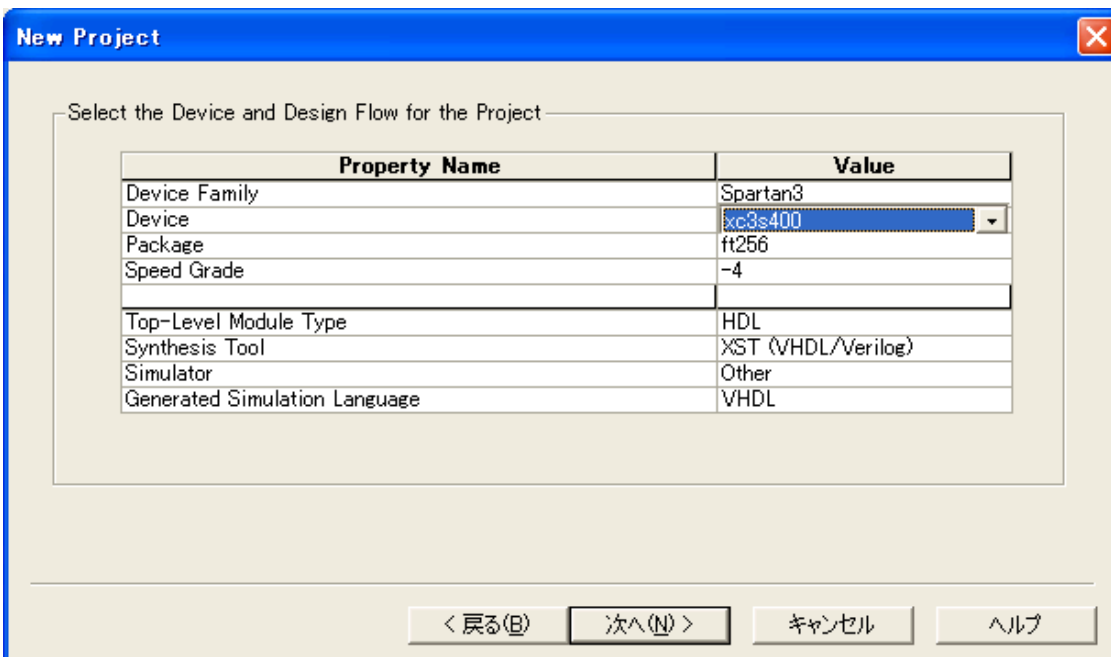 New Project
Select the Device and Design Flow for the Project
Property Name Value
Device Family Spartan3
Device xc3s400
Package ft256
Speed Grade -4
Top-Level Module Type HDL
Synthesis Tool XST (VHDL/Verilog)
Simulator Other
Generated Simulation Language VHDL
< 戻る(B) 次へ(N) > キャンセル ヘルプ